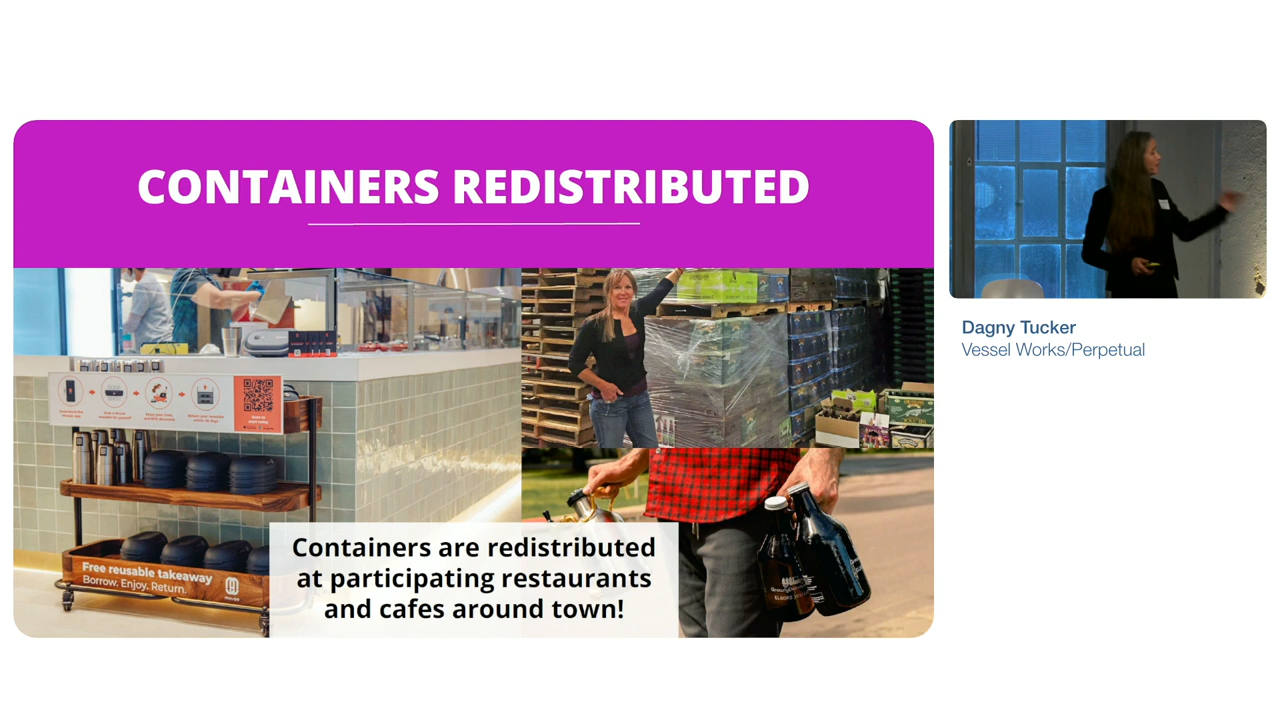 CONTAINERS REDISTRIBUTED
Dagny Tucker
Vessel Works/Perpetual
Free reusable takeaway
Borrow. Enjoy. Return.
Containers are redistributed
at participating restaurants
and cafes around town!